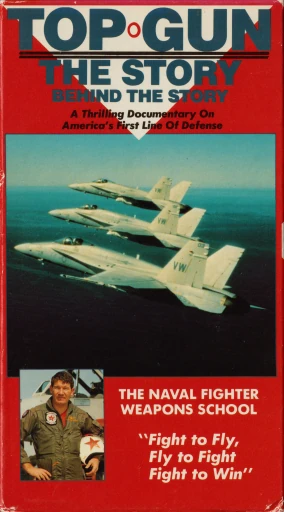 TOP GUN
THE STORY
BEHIND THE STORY
A Thrilling Documentary On
America's First Line Of Defense
VW
THE NAVAL FIGHTER
WEAPONS SCHOOL
"Fight to Fly,
Fly to Fight
Fight to Win"